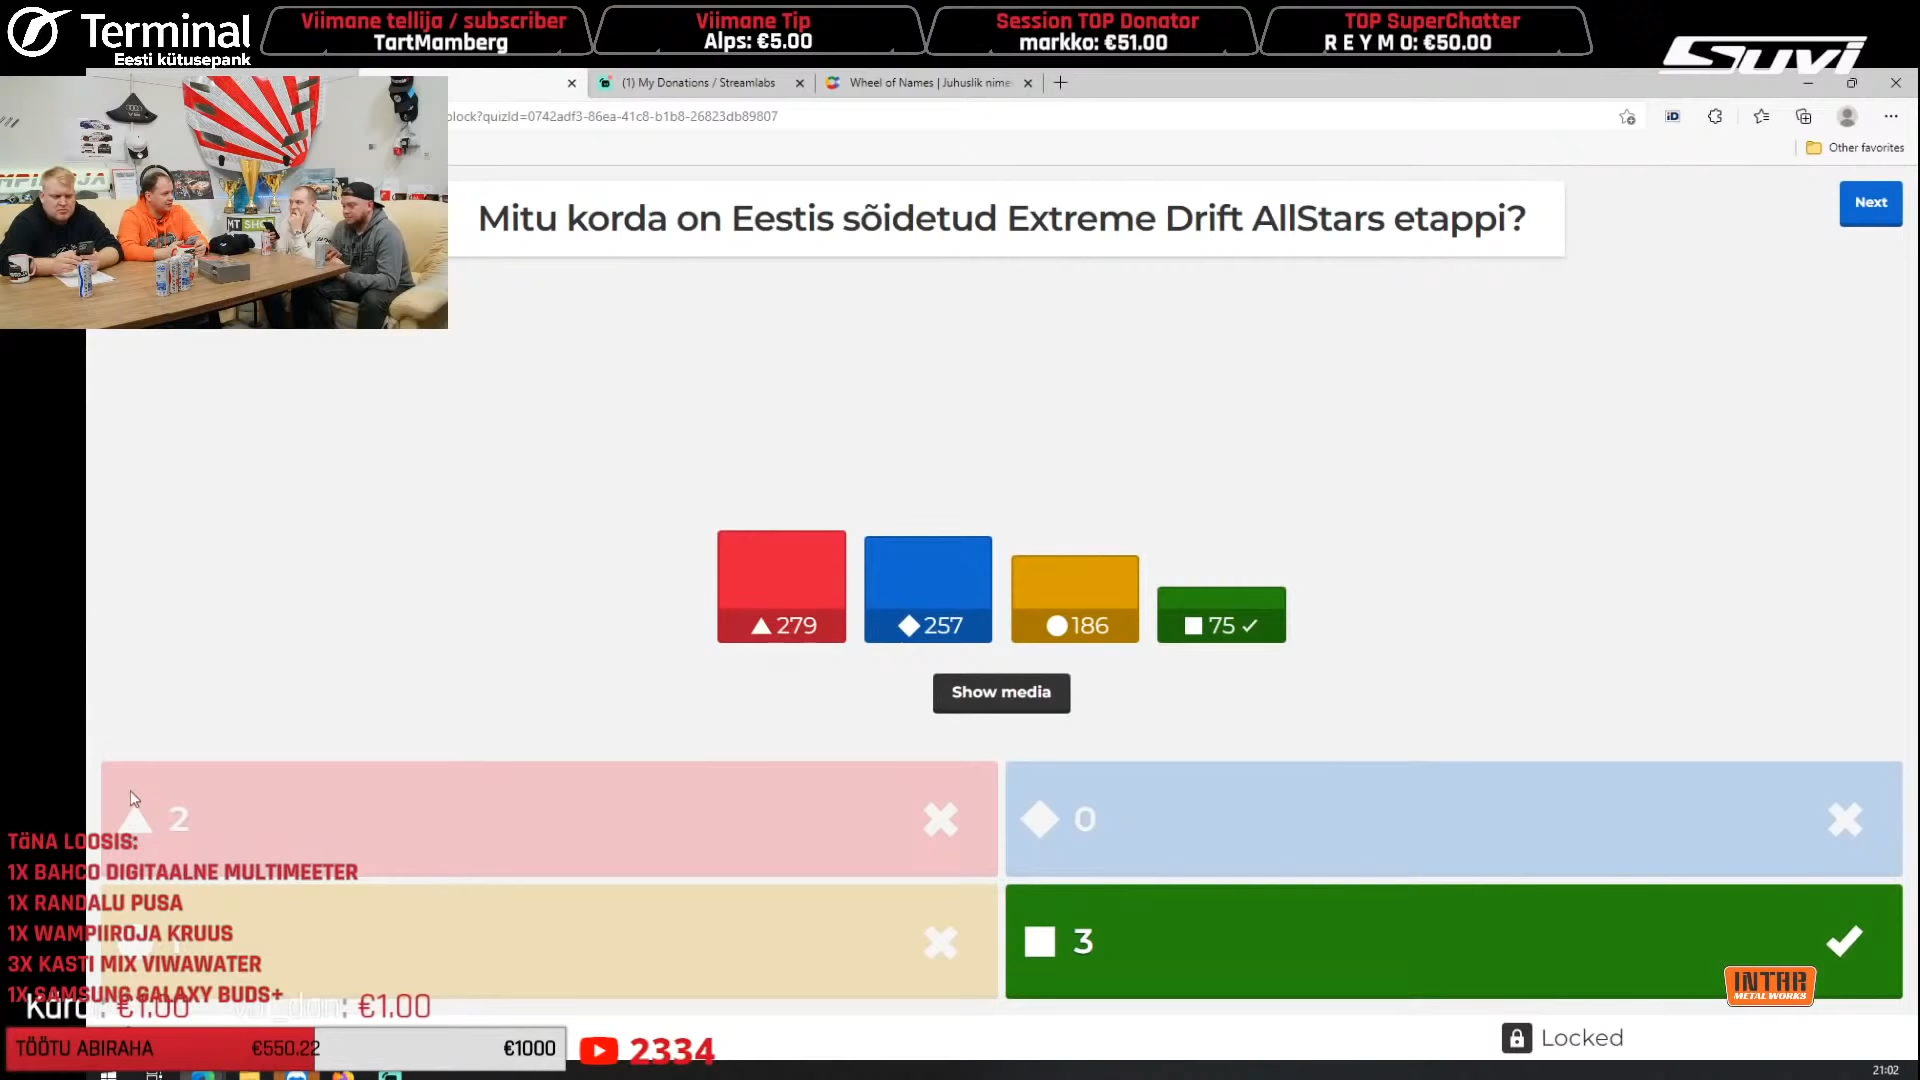 Terminal
Eesti kütusepank
Viimane tellija / subscriber
TartMamberg
Viimane Tip
Alps: €5.00
Session TOP Donator
markko: €51.00
TOP SuperChatter
R E Y M O: €50.00
SUVI
(1) My Donations / Streamlabs
Wheel of Names | Juhuslik nime
block?quizId=0742adf3-86ea-41c8-b1b8-26823db89807
iD
Other favorites
MT SHOP
Mitu korda on Eestis sõidetud Extreme Drift AllStars etappi?
Next
279
257
186
75
Show media
2
0
3
TäNA LOOSIS:
1X BAHCO DIGITAALNE MULTIMEETER
1X RANDALU PUSA
1X WAMPIIROJA KRUUS
3X KASTI MIX VIWAWATER
1X SAMSUNG GALAXY BUDS+
€1.00
€1.00
INTAR
METAL WORKS
TÖÖTU ABIRAHA
€550.22
€1000
2334
Locked
21:02